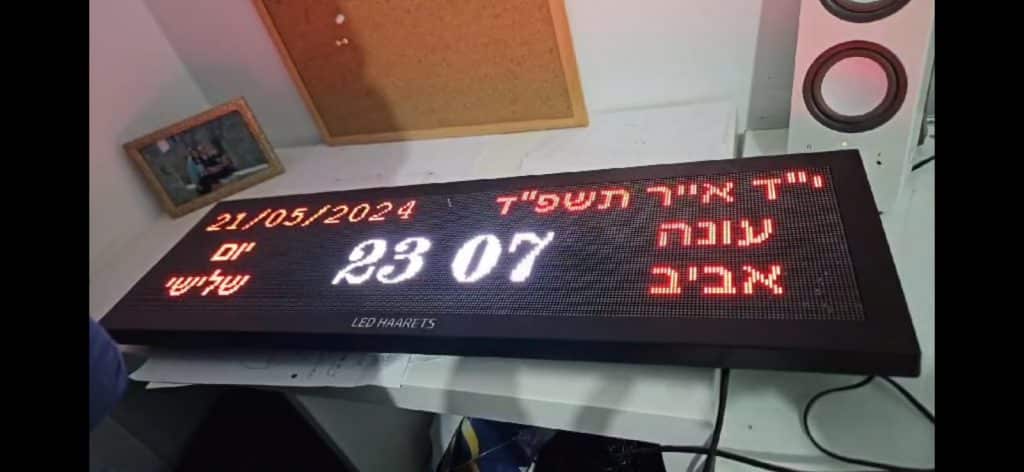 י"ד אייר תשפ"ד
עונה
אביב
21/05/2024
יום
שלישי
23 07
LED HAARETS